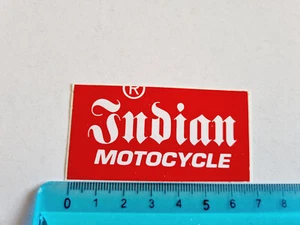 ®
Indian
MOTOCYCLE
0 1 2 3 4 5 6 7 8